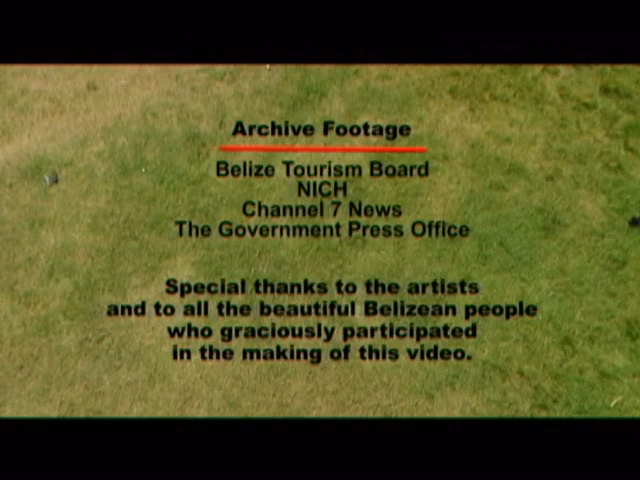 Archive Footage
Belize Tourism Board
NICH
Channel 7 News
The Government Press Office
Special thanks to the artists
and to all the beautiful Belizean people
who graciously participated
in the making of this video.